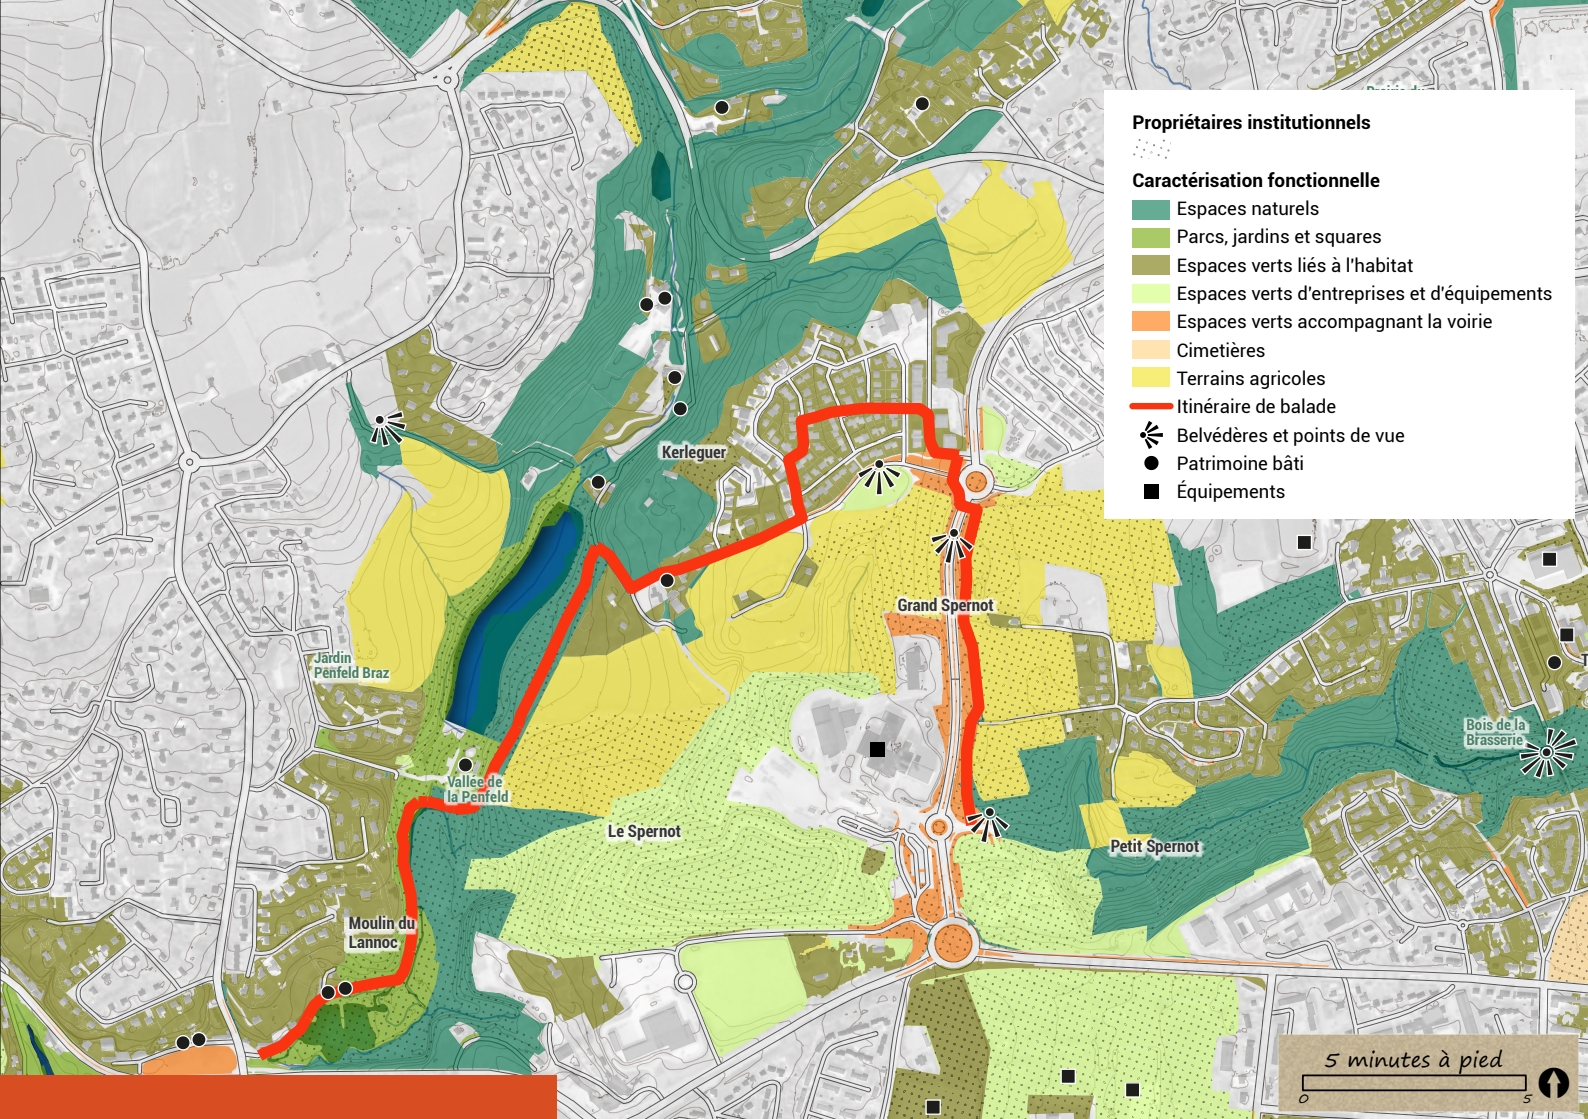 Propriétaires institutionnels
Caractérisation fonctionnelle
Espaces naturels
Parcs, jardins et squares
Espaces verts liés à l'habitat
Espaces verts d'entreprises et d'équipements
Espaces verts accompagnant la voirie
Cimetières
Terrains agricoles
Itinéraire de balade
Belvédères et points de vue
Patrimoine bâti
Équipements
Kerleguer
Grand Spernot
Jardin
Penfeld Braz
Bois de la
Brasserie
Vallée de
la Penfeld
Le Spernot
Petit Spernot
Moulin du
Lannoc
5 minutes à pied
0 5